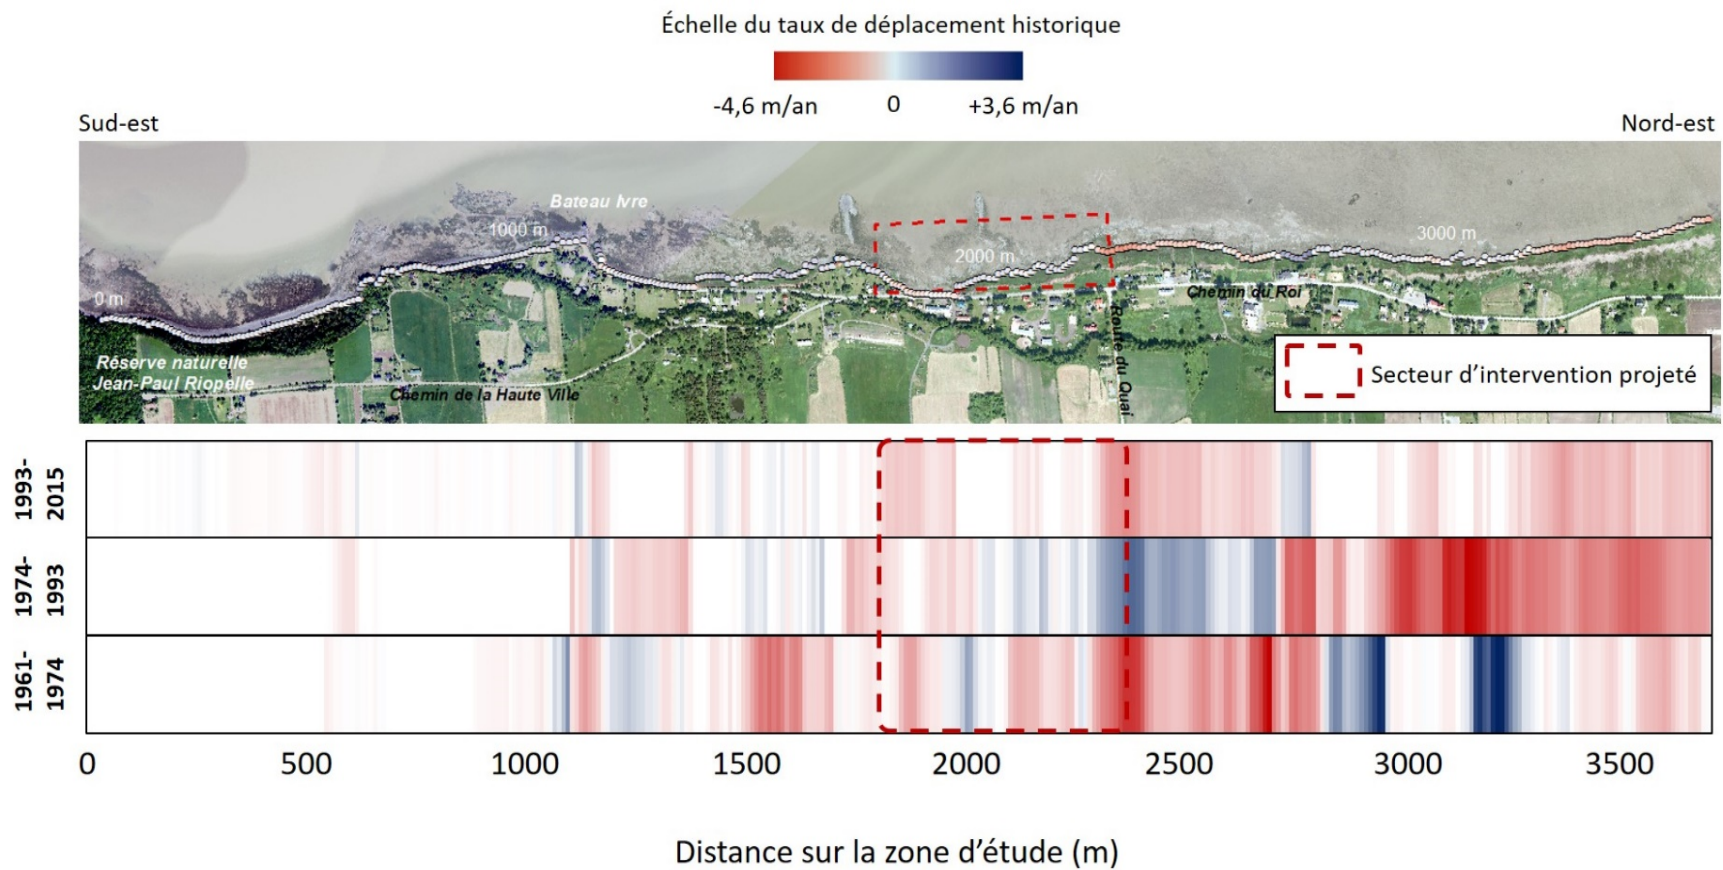 Échelle du taux de déplacement historique
-4,6 m/an 0 +3,6 m/an
Sud-est Nord-est
Bateau Ivre
1000 m
3000 m
2000 m
0 m
Chemin du Roi
Route du Quai
Réserve naturelle
Jean-Paul Riopelle
Chemin de la Haute Ville
Secteur d'intervention projeté
1993-
2015
1974-
1993
1961-
1974
0 500 1000 1500 2000 2500 3000 3500
Distance sur la zone d'étude (m)